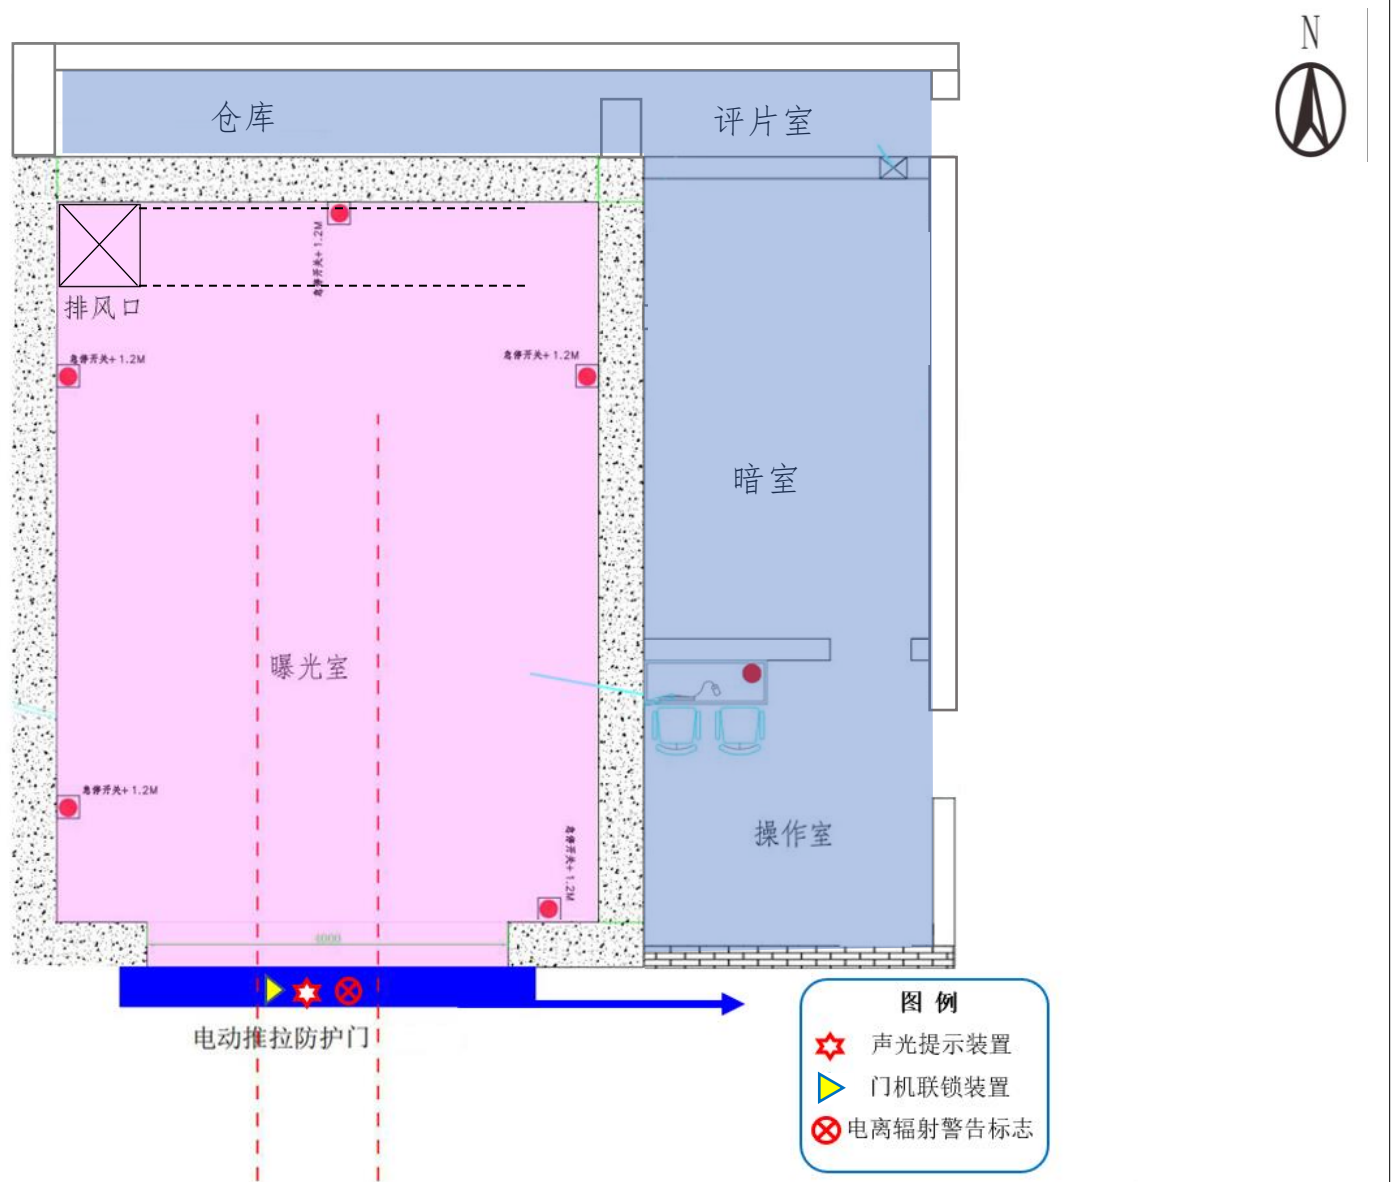 N
仓库
评片室
急停开关+1.2M
排风口
急停开关+1.2M
急停开关+1.2M
暗室
曝光室
急停开关+1.2M
操作室
急停开关+1.2M
4000
电动推拉防护门
图 例
声光提示装置
门机联锁装置
电离辐射警告标志